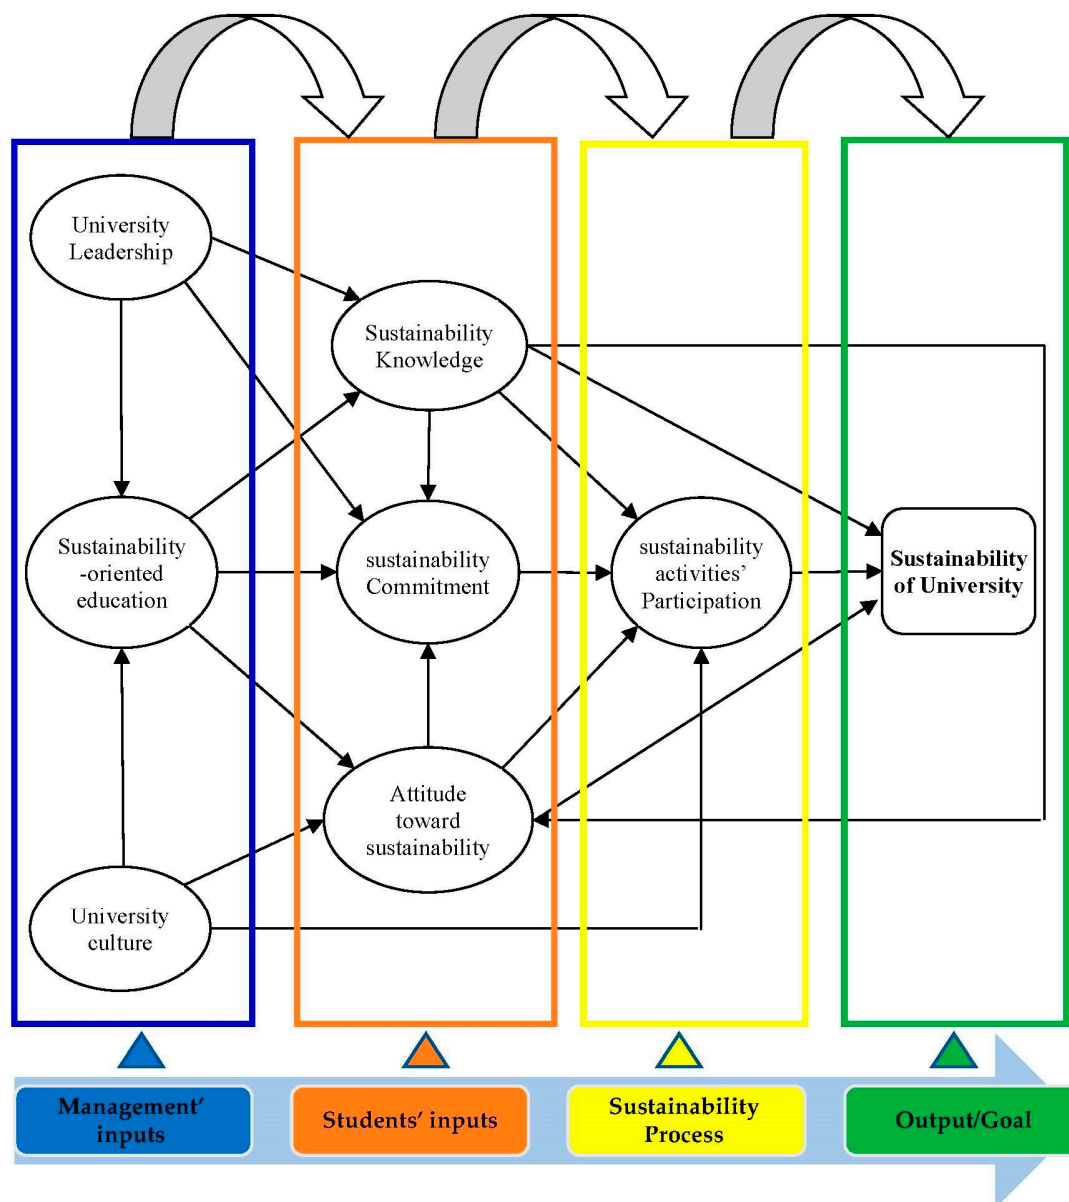 University
Leadership
Sustainability
-oriented
education
University
culture
Sustainability
Knowledge
sustainability
Commitment
Attitude
toward
sustainability
sustainability
activities’
Participation
Sustainability
of University
Management’
inputs
Students’ inputs
Sustainability
Process
Output/Goal